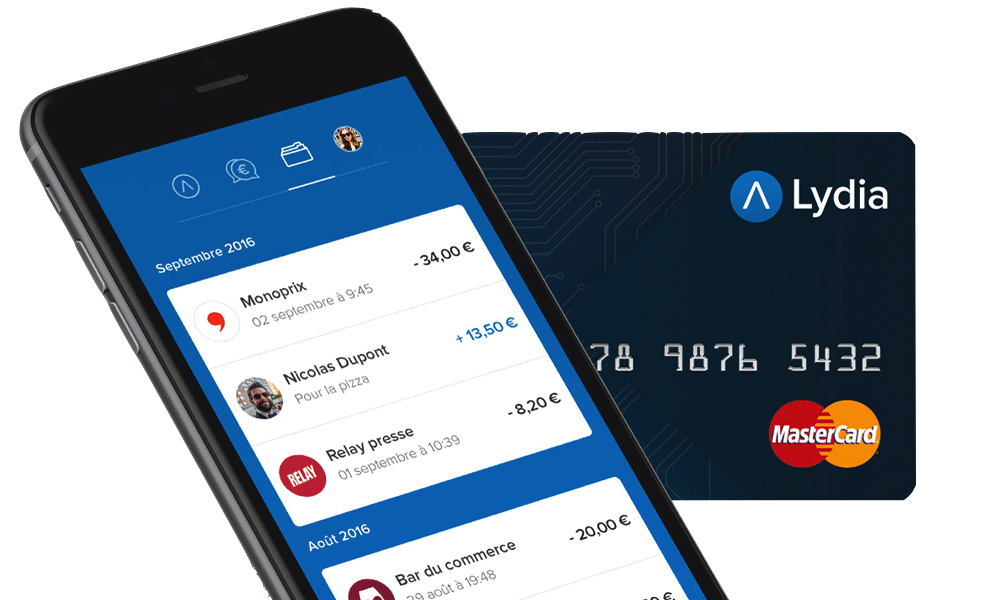 Septembre 2016
Monoprix
- 34,00 €
02 septembre à 9:45
Nicolas Dupont
+ 13,50 €
Pour la pizza
Relay presse
- 8,20 €
RELAY
01 septembre à 10:39
Août 2016
Bar du commerce
- 20,00 €
29 août à 19:48
€
Lydia
78 9876 5432
MasterCard